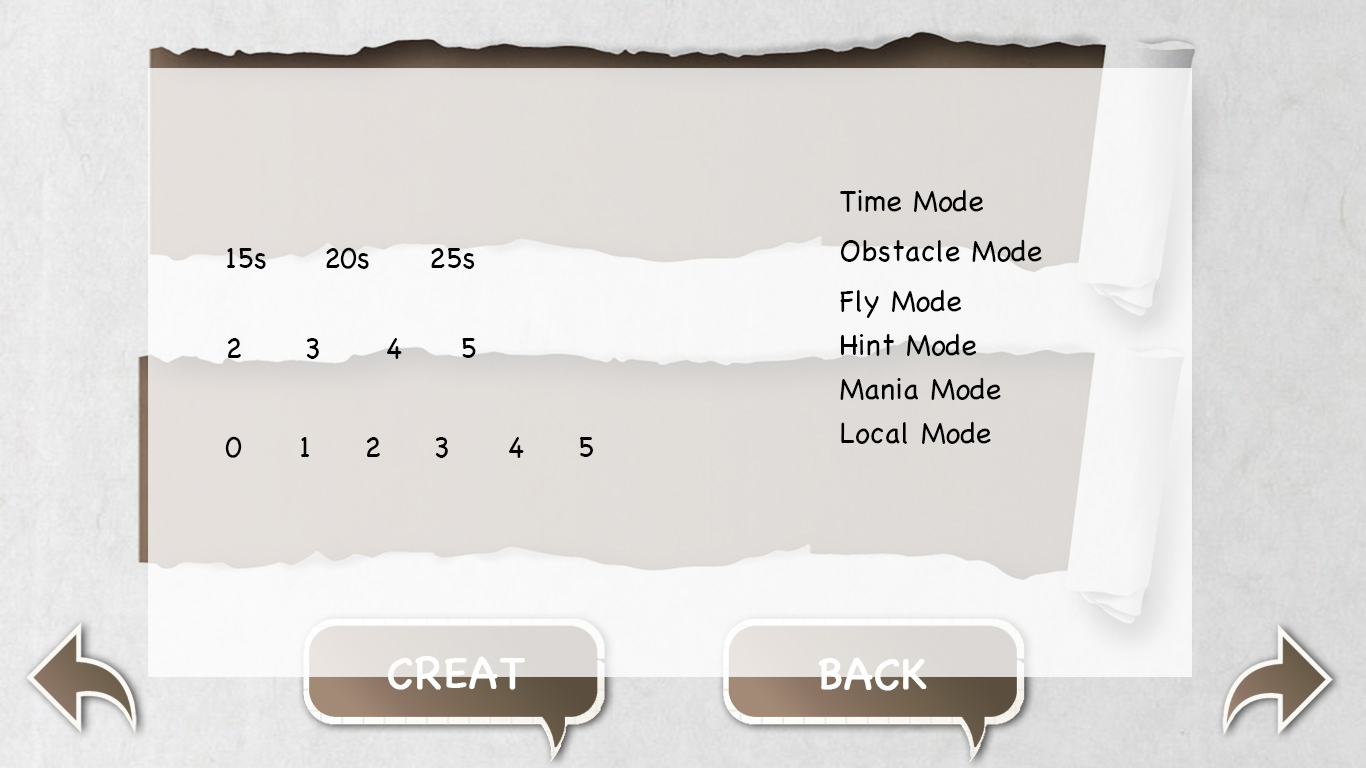 Time Mode
15s 20s 25s
Obstacle Mode
Fly Mode
2 3 4 5
Hint Mode
Mania Mode
0 1 2 3 4 5
Local Mode
CREAT
BACK